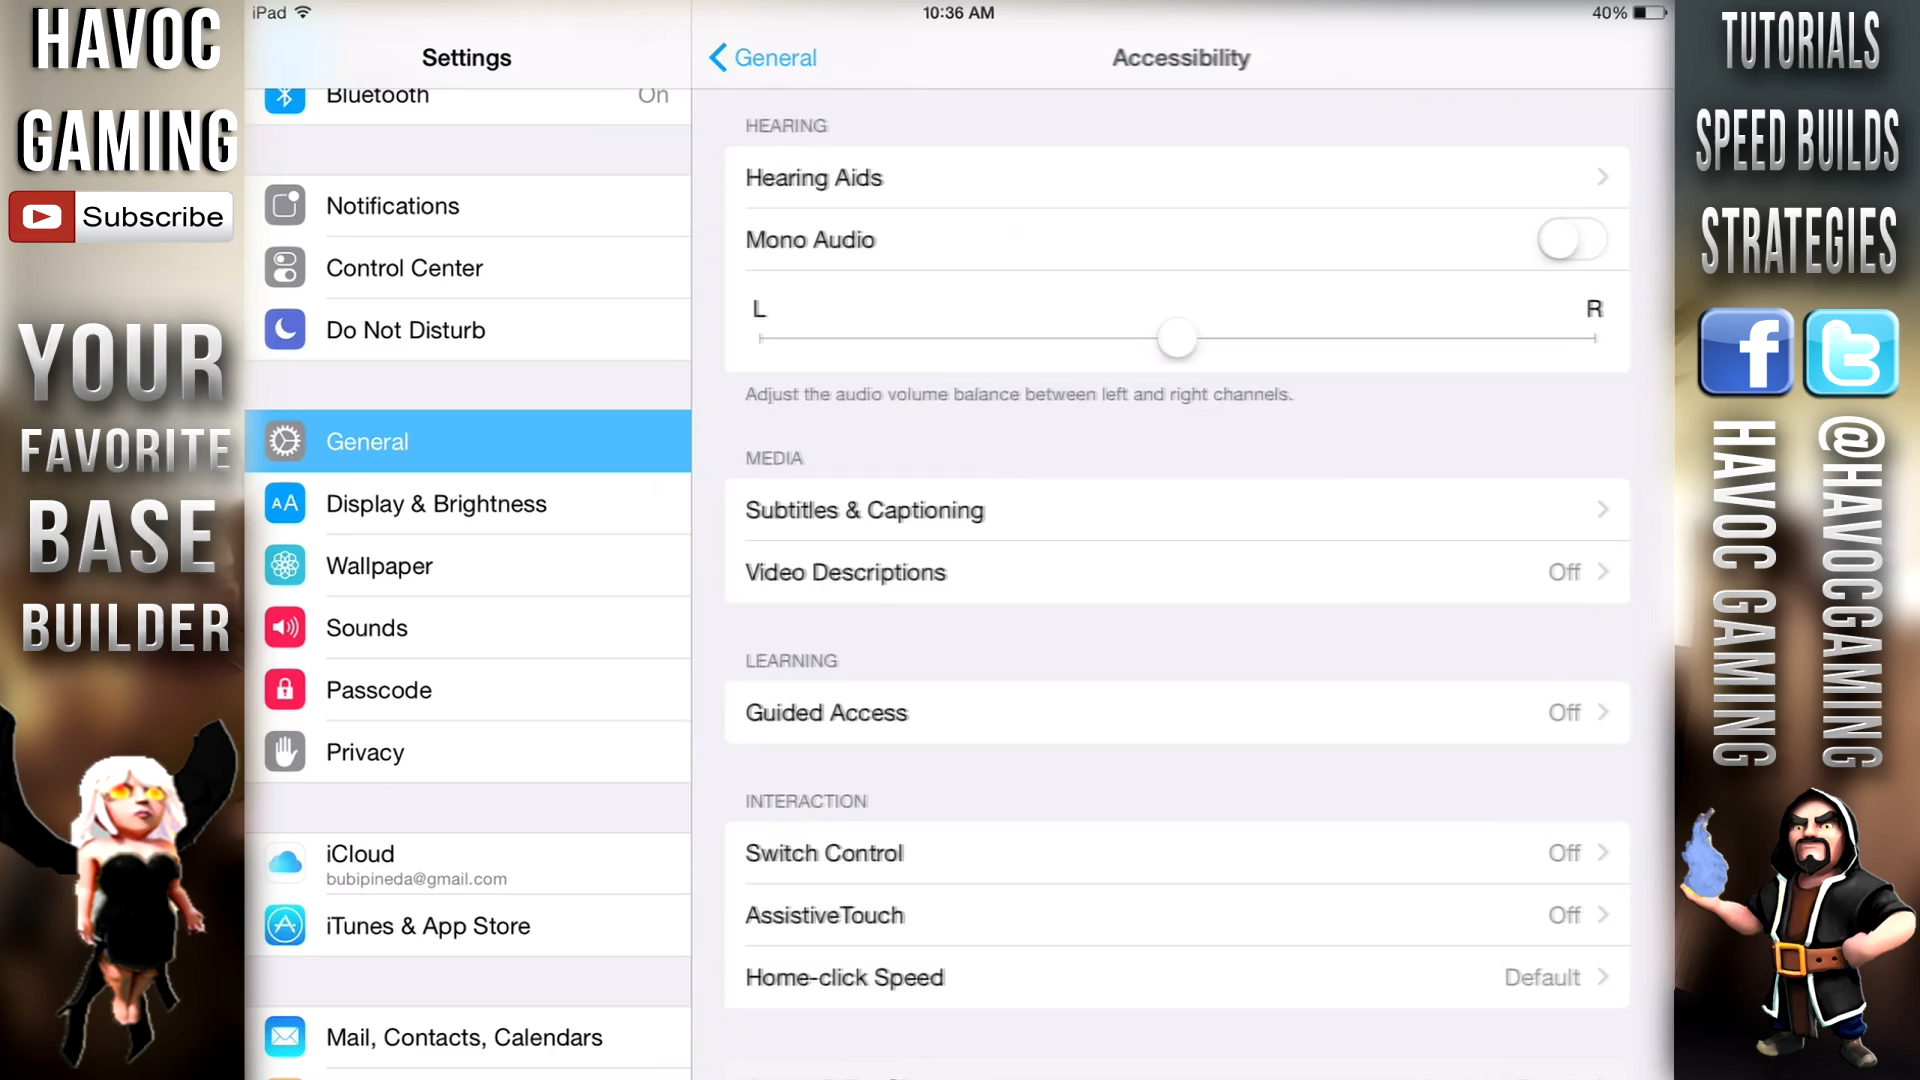 HAVOC
GAMING
Subscribe
YOUR
FAVORITE
BASE
BUILDER
iPad
10:36 AM
40%
Settings
Bluetooth On
Notifications
Control Center
Do Not Disturb
General
AA Display & Brightness
Wallpaper
Sounds
Passcode
Privacy
iCloud
bubipineda@gmail.com
iTunes & App Store
Mail, Contacts, Calendars
General
Accessibility
HEARING
Hearing Aids
Mono Audio
L R
Adjust the audio volume balance between left and right channels.
MEDIA
Subtitles & Captioning
Video Descriptions Off
LEARNING
Guided Access Off
INTERACTION
Switch Control Off
AssistiveTouch Off
Home-click Speed Default
TUTORIALS
SPEED BUILDS
STRATEGIES
f
HAVOC GAMING
@HAVOCGAMING